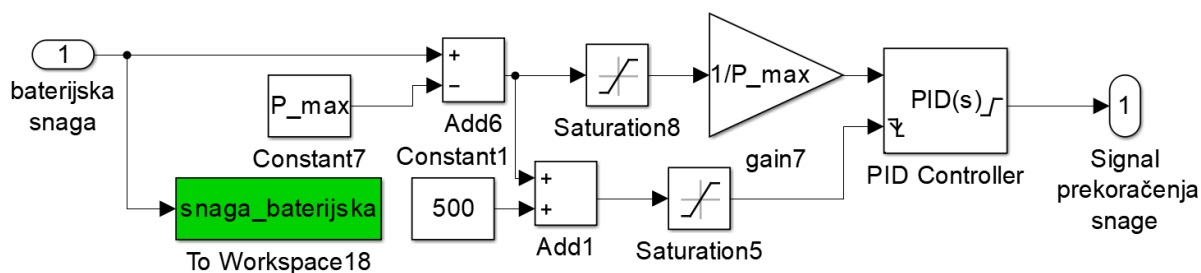 1
baterijska
snaga
P_max
Constant7
snaga_baterijska
To Workspace18
+
−
Add6
Constant1
500
+
+
Add1
Saturation8
Saturation5
1/P_max
gain7
PID(s)
PID Controller
1
Signal
prekoračenja
snage